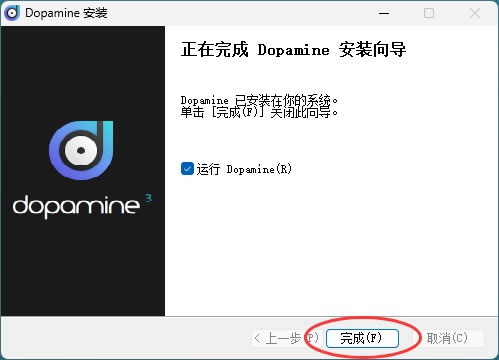 Dopamine 安装
正在完成 Dopamine 安装向导
Dopamine 已安装在你的系统。
单击 [完成(F)] 关闭此向导。
运行 Dopamine(R)
dopamine 3
< 上一步(P)
完成(F)
取消(C)